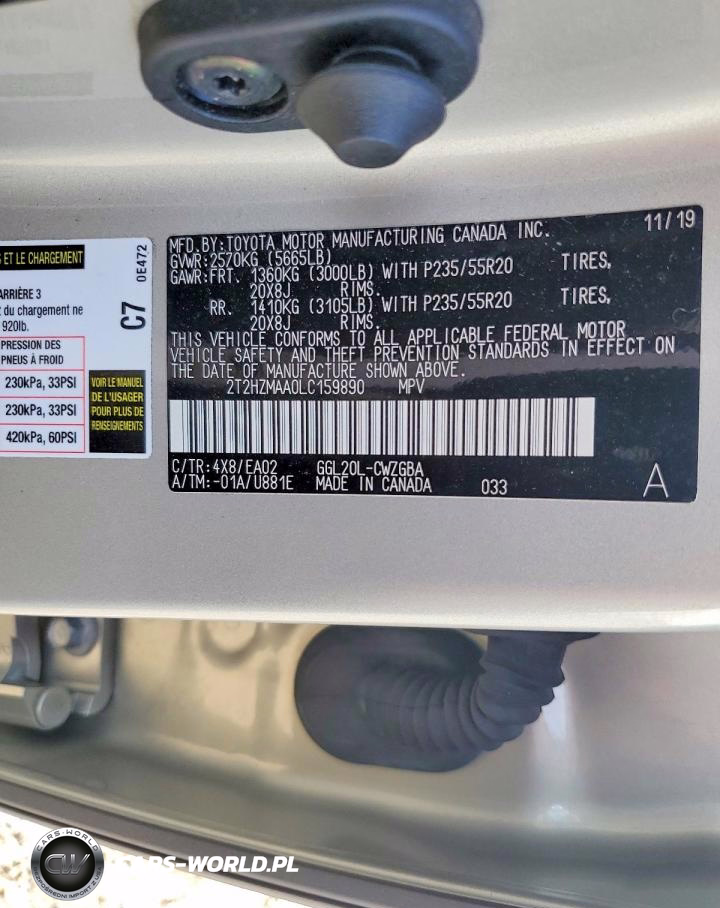 MFD.BY:TOYOTA MOTOR MANUFACTURING CANADA INC. 11/19
GVWR:2570KG (5665LB)
GAWR:FRT. 1360KG (3000LB) WITH P235/55R20 TIRES,
20X8J RIMS.
RR. 1410KG (3105LB) WITH P235/55R20 TIRES,
20X8J RIMS.
THIS VEHICLE CONFORMS TO ALL APPLICABLE FEDERAL MOTOR
VEHICLE SAFETY AND THEFT PREVENTION STANDARDS IN EFFECT ON
THE DATE OF MANUFACTURE SHOWN ABOVE.
2T2HZMAA0LC159890 MPV
C/TR:4X8/EA02 GGL20L-CWZGBA
A/TM:-01A/U881E MADE IN CANADA 033 A
ET LE CHARGEMENT
ARRIÈRE 3
du chargement ne
920lb.
C7 0E472
PRESSION DES
PNEUS À FROID
230kPa, 33PSI
230kPa, 33PSI
420kPa, 60PSI
VOIR LE MANUEL
DE L'USAGER
POUR PLUS DE
RENSEIGNEMENTS
CARS-WORLD
CW
CARS-WORLD.PL